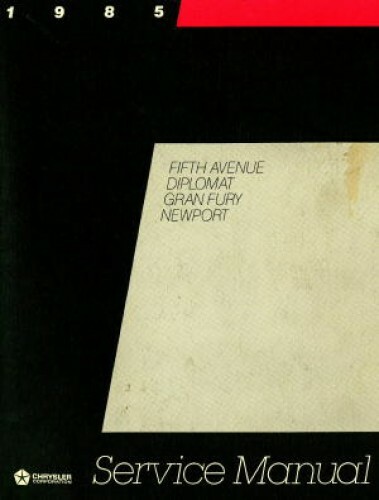 1 9 8 5
FIFTH AVENUE
DIPLOMAT
GRAN FURY
NEWPORT
CHRYSLER
CORPORATION
Service Manual